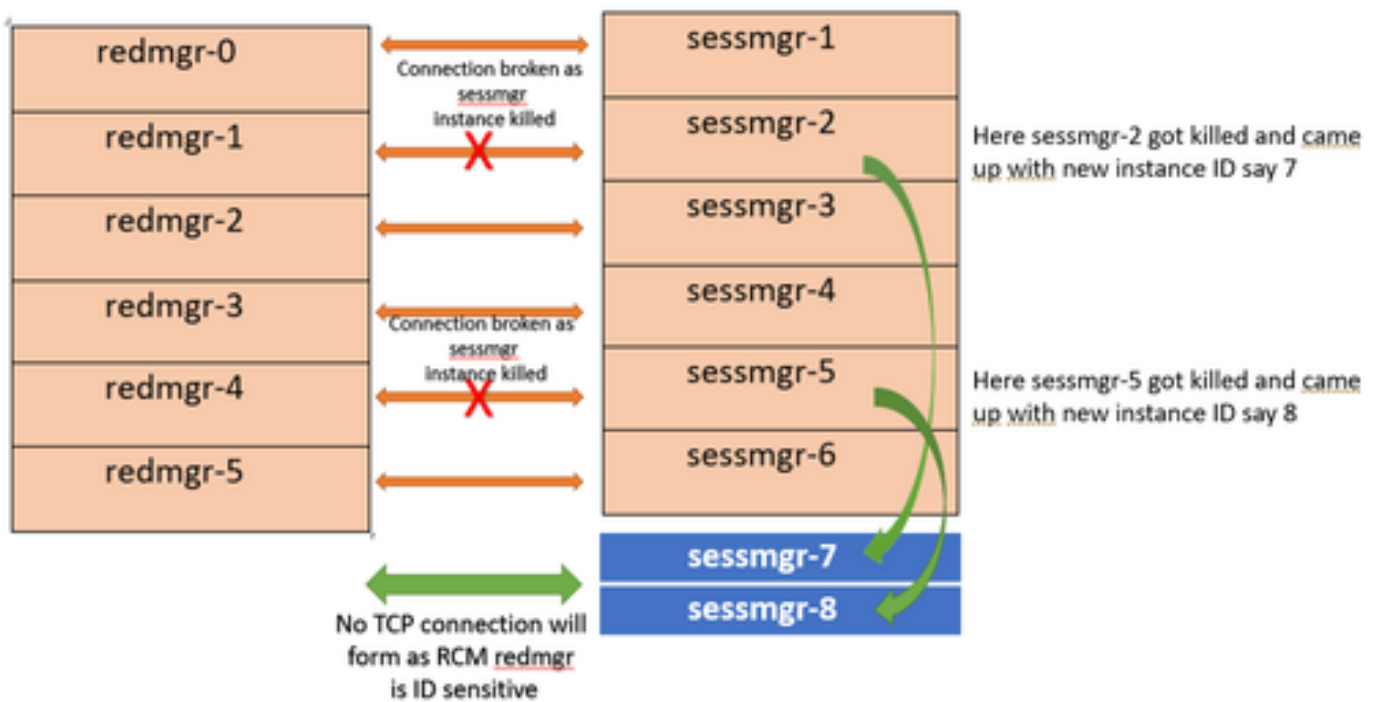 redmgr-0
redmgr-1
redmgr-2
redmgr-3
redmgr-4
redmgr-5
Connection broken as
sessmgr
instance killed
X
Connection broken as
sessmgr
instance killed
X
No TCP connection will
form as RCM redmgr
is ID sensitive
sessmgr-1
sessmgr-2
sessmgr-3
sessmgr-4
sessmgr-5
sessmgr-6
sessmgr-7
sessmgr-8
Here sessmgr-2 got killed and came
up with new instance ID say 7
Here sessmgr-5 got killed and came
up with new instance ID say 8